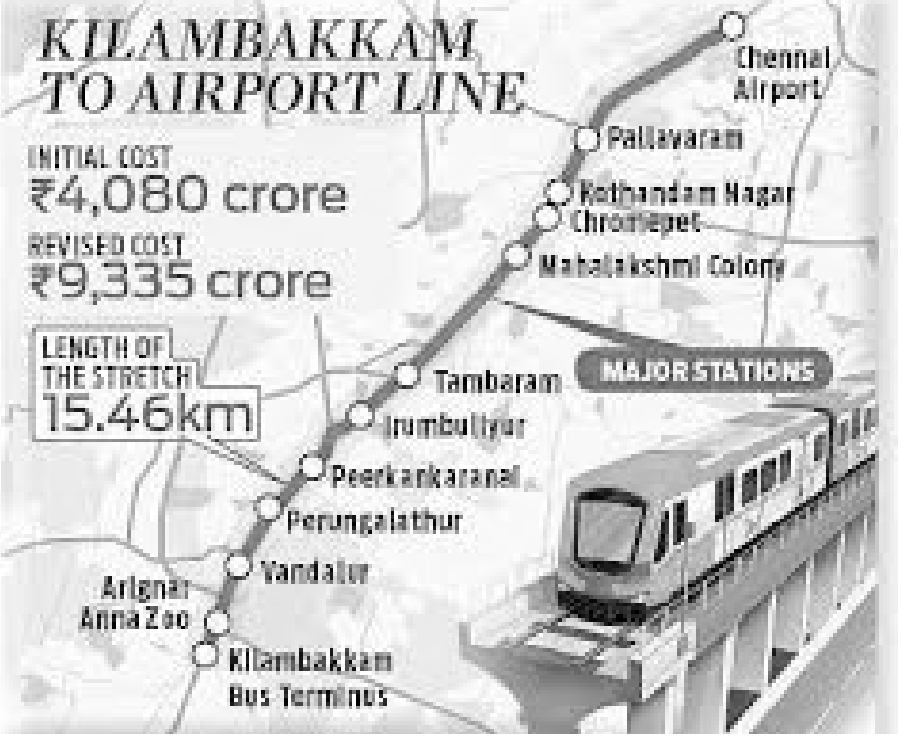 KILAMBAKKAM
TO AIRPORT LINE
INITIAL COST
₹4,080 crore
REVISED COST
₹9,335 crore
LENGTH OF
THE STRETCH
15.46km
Chennai
Airport
Pallavaram
Kothandam Nagar
Chromepet
Mahalakshmi Colony
MAJOR STATIONS
Tambaram
Irumbuliyur
Peerkankaranai
Perungalathur
Vandalur
Arignar
Anna Zoo
Kilambakkam
Bus Terminus